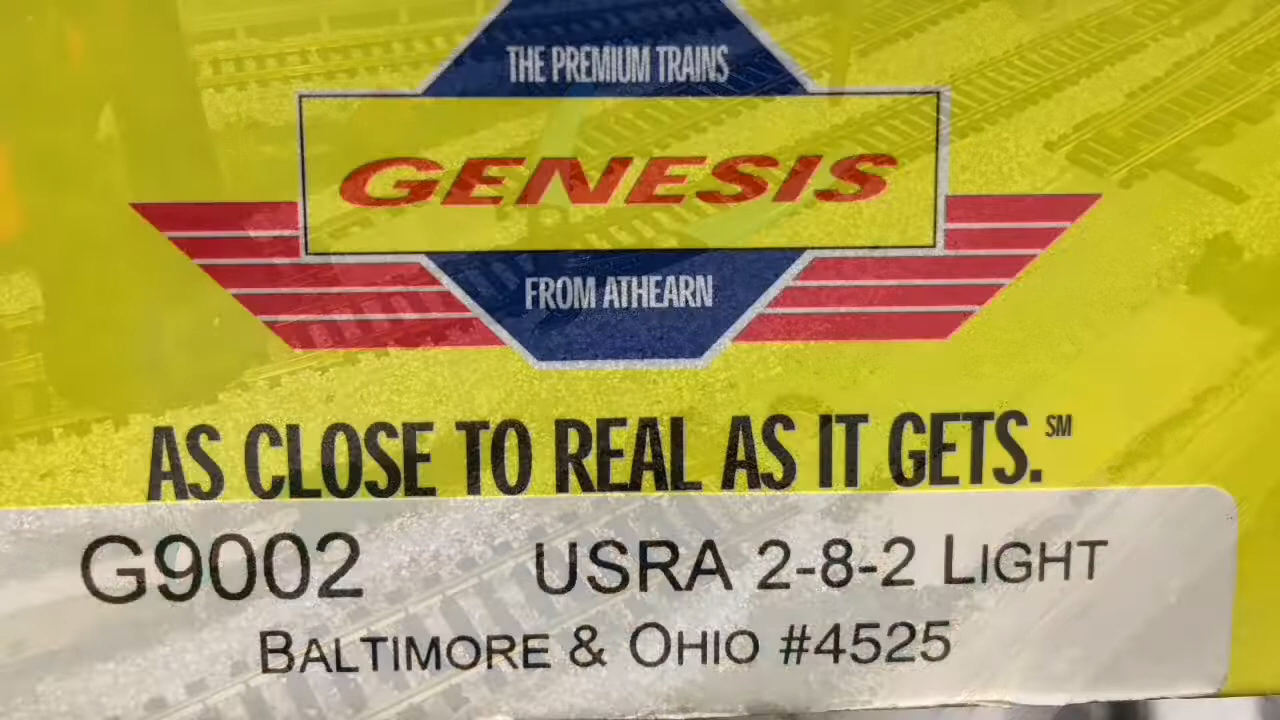 THE PREMIUM TRAINS
GENESIS
FROM ATHEARN
AS CLOSE TO REAL AS IT GETS.℠
G9002 USRA 2-8-2 LIGHT
BALTIMORE & OHIO #4525